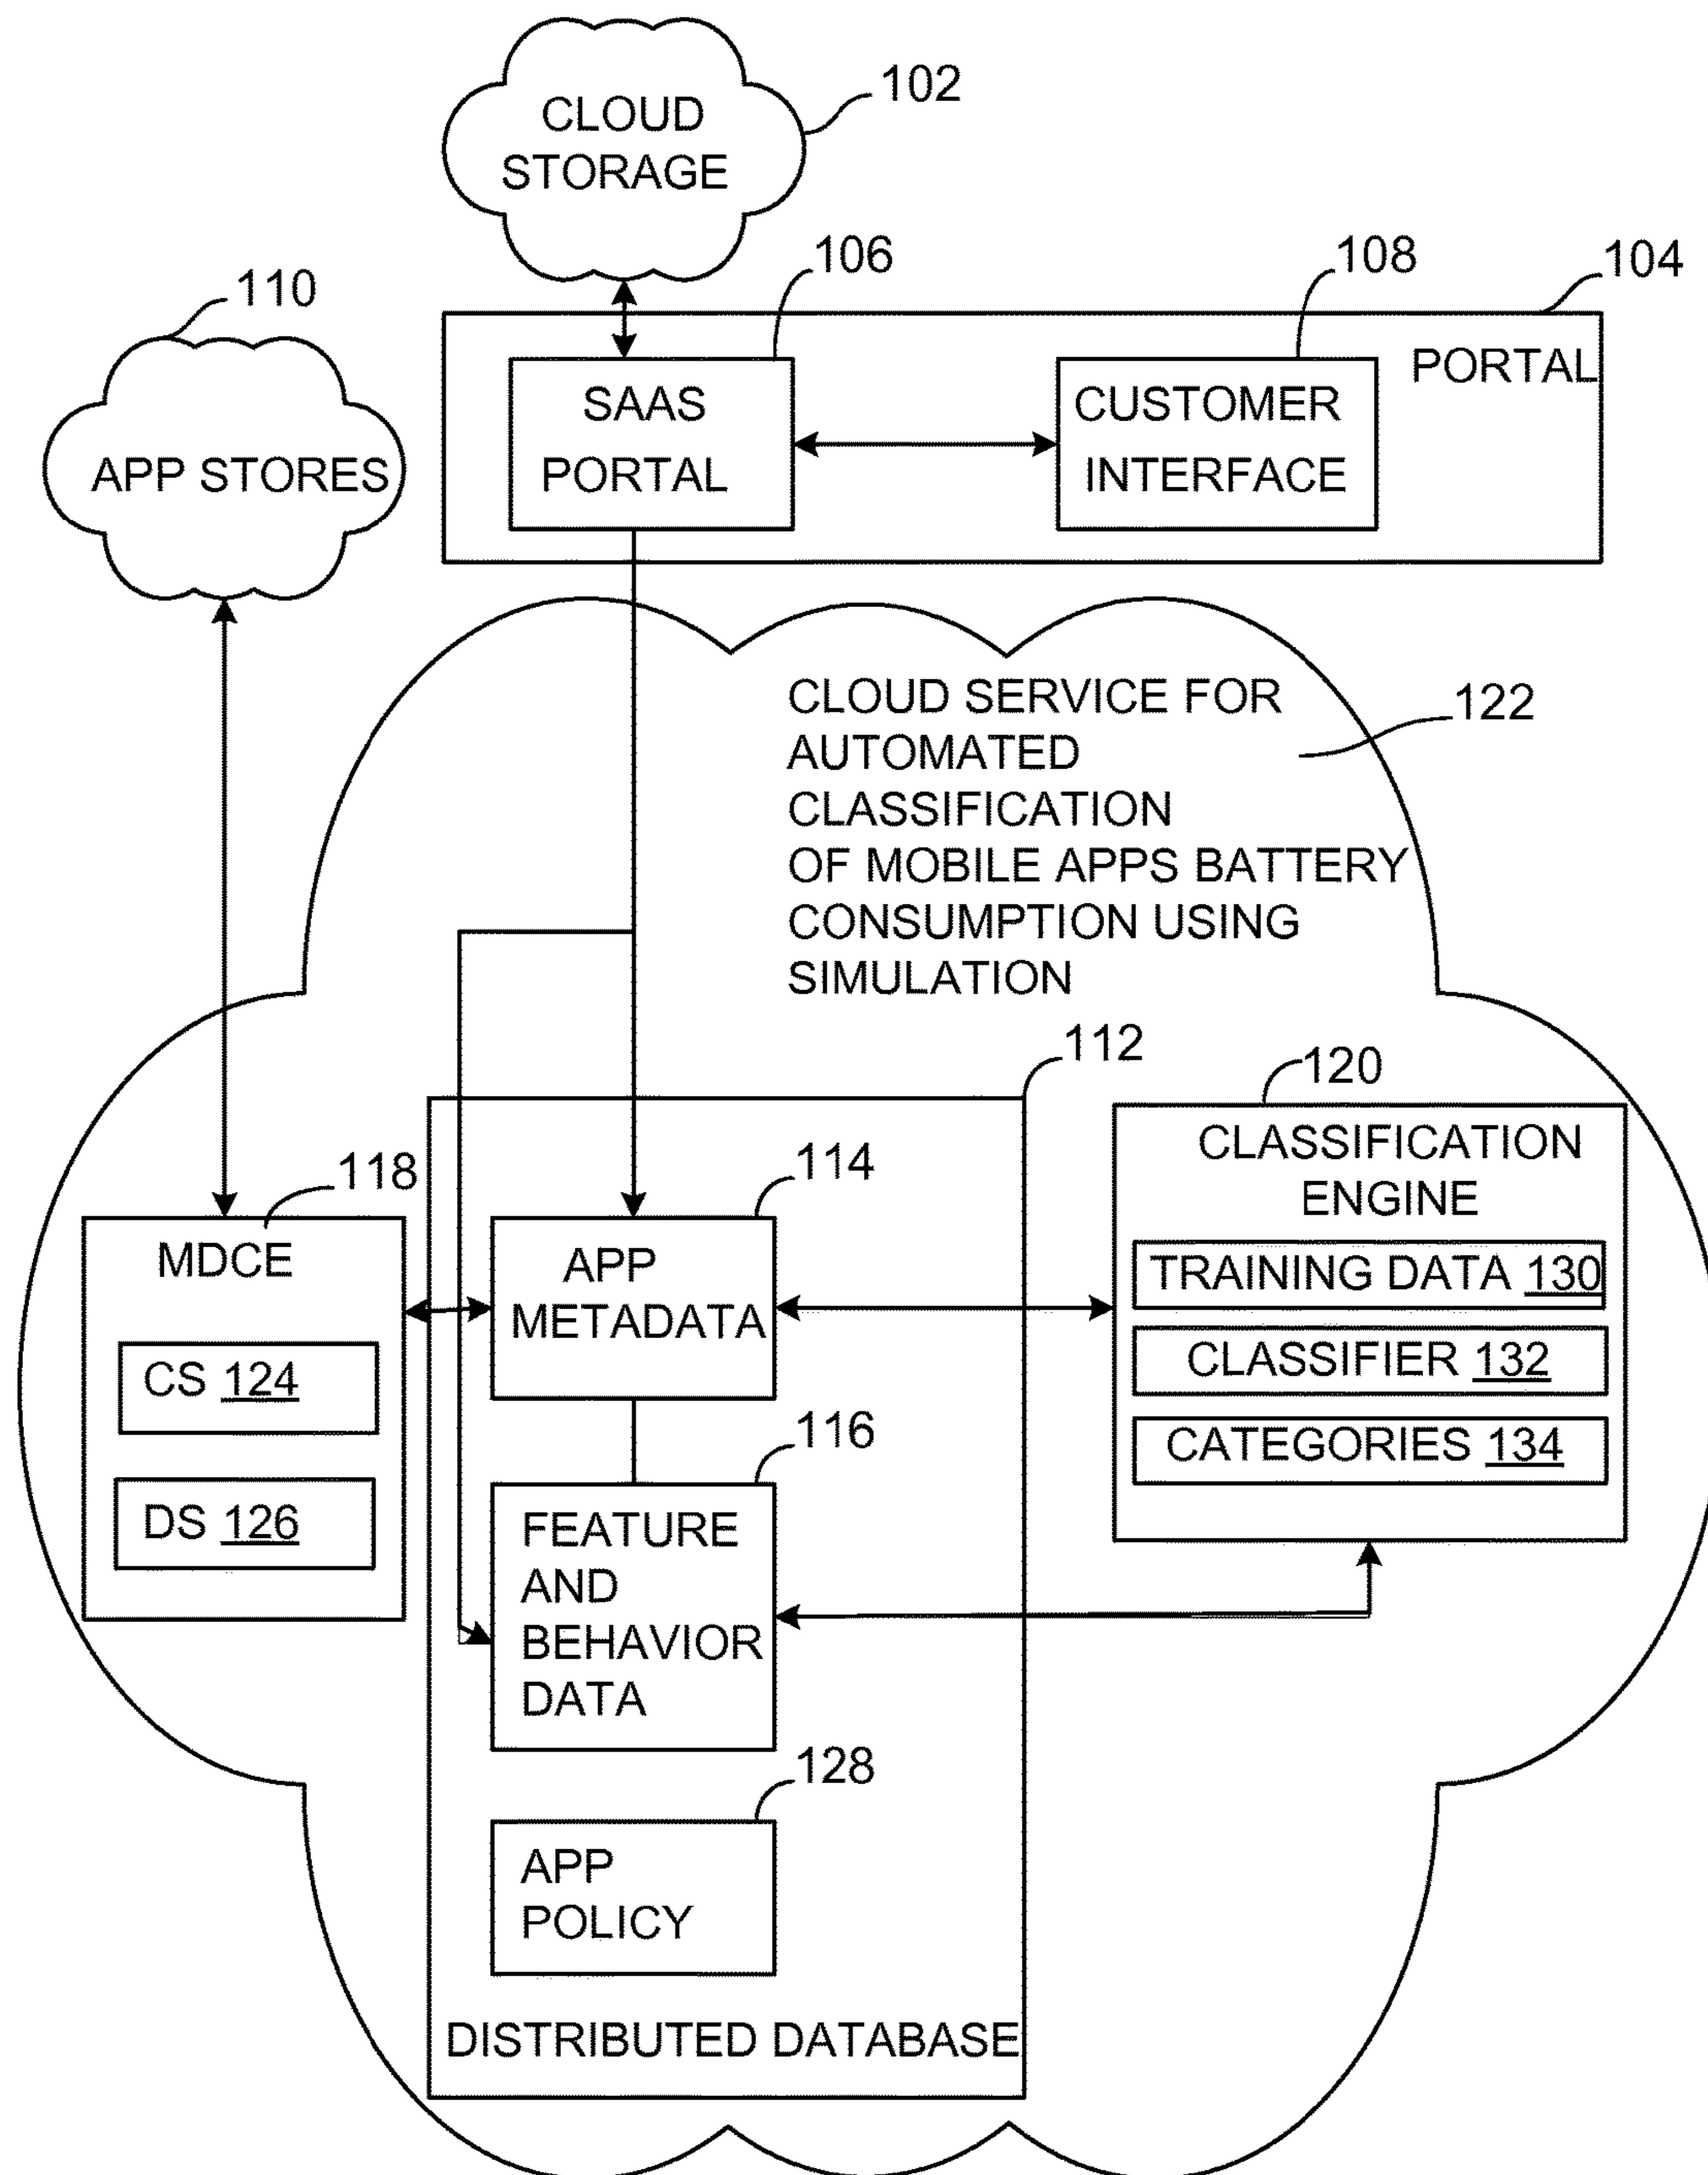 102
CLOUD
STORAGE
106
108
104
110
PORTAL
SAAS
PORTAL
CUSTOMER
INTERFACE
APP STORES
CLOUD SERVICE FOR
AUTOMATED
CLASSIFICATION
OF MOBILE APPS BATTERY
CONSUMPTION USING
SIMULATION
122
112
120
CLASSIFICATION
ENGINE
TRAINING DATA 130
CLASSIFIER 132
CATEGORIES 134
118
MDCE
CS 124
DS 126
114
APP
METADATA
116
FEATURE
AND
BEHAVIOR
DATA
128
APP
POLICY
DISTRIBUTED DATABASE